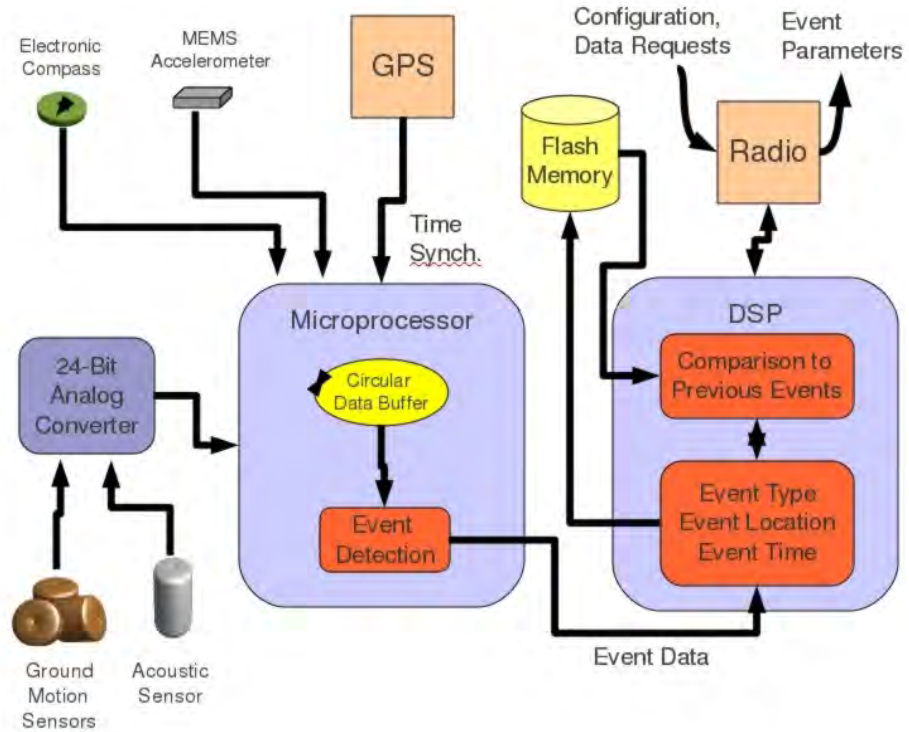 Electronic
Compass
MEMS
Accelerometer
GPS
Configuration,
Data Requests
Event
Parameters
Flash
Memory
Radio
Time
Synch.
Microprocessor
DSP
24-Bit
Analog
Converter
Circular
Data Buffer
Comparison to
Previous Events
Event
Detection
Event Type
Event Location
Event Time
Event Data
Ground
Motion
Sensors
Acoustic
Sensor